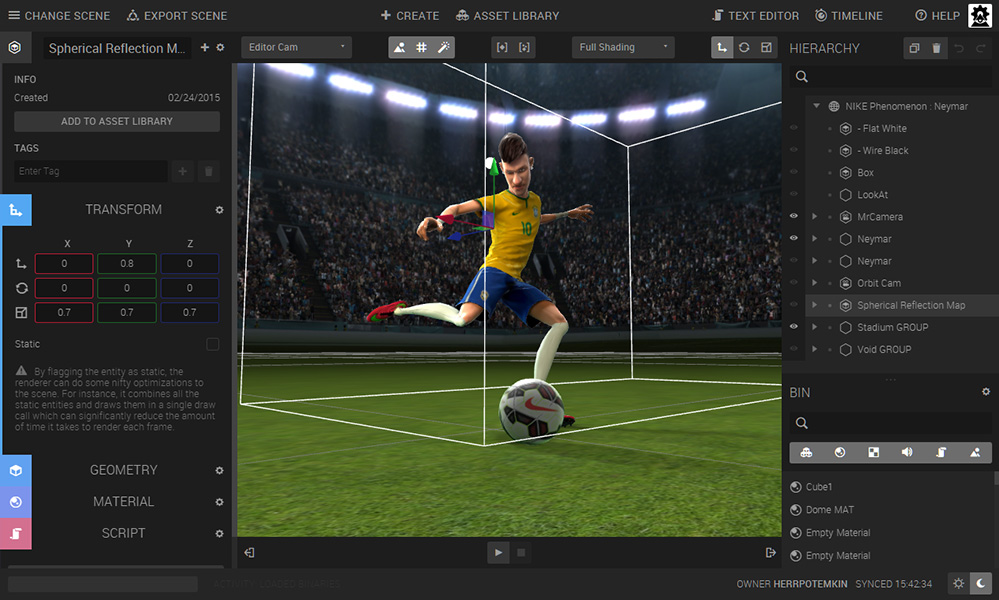 CHANGE SCENE
EXPORT SCENE
CREATE
ASSET LIBRARY
TEXT EDITOR
TIMELINE
HELP
Spherical Reflection M...
Editor Cam
Full Shading
HIERARCHY
INFO
Created 02/24/2015
ADD TO ASSET LIBRARY
TAGS
Enter Tag
TRANSFORM
X Y Z
0 0.8 0
0 0 0
0.7 0.7 0.7
Static
By flagging the entity as static, the
renderer can do some nifty optimizations to
the scene. For instance, it combines all the
static entities and draws them in a single draw
call which can significantly reduce the amount
of time it takes to render each frame.
GEOMETRY
MATERIAL
SCRIPT
10
NIKE Phenomenon : Neymar
- Flat White
- Wire Black
Box
LookAt
MrCamera
Neymar
Neymar
Orbit Cam
Spherical Reflection Map
Stadium GROUP
Void GROUP
BIN
Cube1
Dome MAT
Empty Material
Empty Material
OWNER HERRPOTEMKIN SYNCED 15:42:34